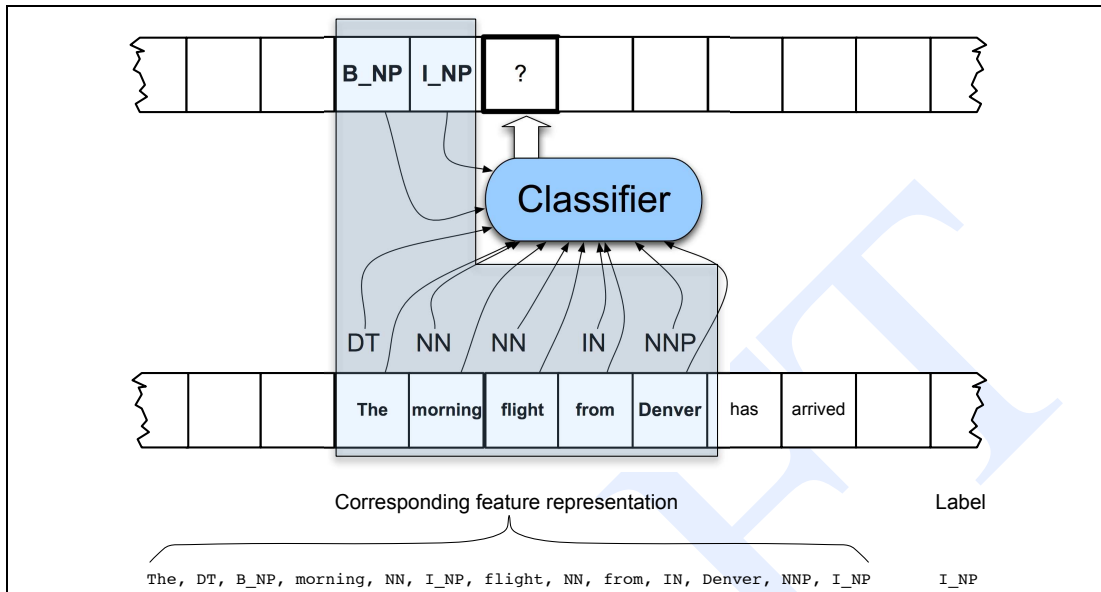 B_NP I_NP ?
Classifier
DT NN NN IN NNP
The morning flight from Denver has arrived
Corresponding feature representation Label
The, DT, B_NP, morning, NN, I_NP, flight, NN, from, IN, Denver, NNP, I_NP I_NP